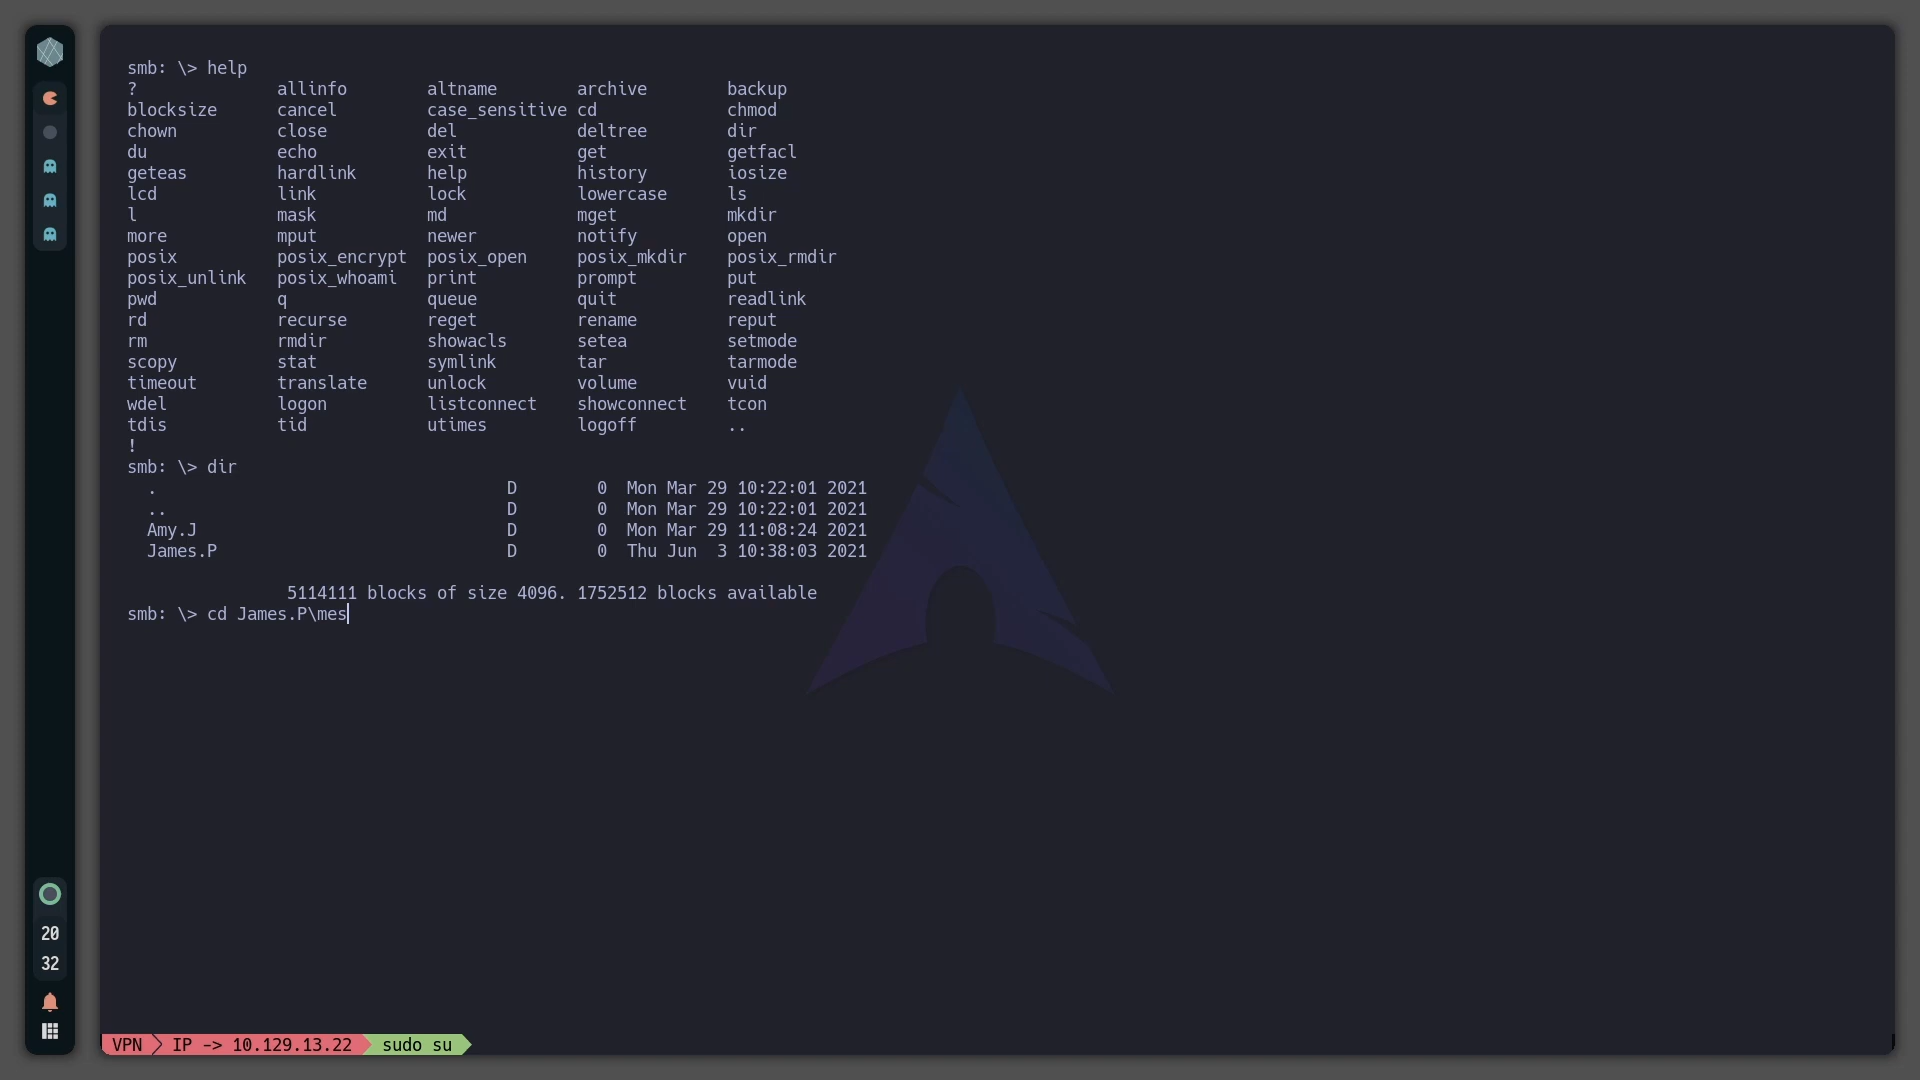 smb: \> help
? allinfo altname archive backup
blocksize cancel case_sensitive cd chmod
chown close del deltree dir
du echo exit get getfacl
geteas hardlink help history iosize
lcd link lock lowercase ls
l mask md mget mkdir
more mput newer notify open
posix posix_encrypt posix_open posix_mkdir posix_rmdir
posix_unlink posix_whoami print prompt put
pwd q queue quit readlink
rd recurse reget rename reput
rm rmdir showacls setea setmode
scopy stat symlink tar tarmode
timeout translate unlock volume vuid
wdel logon listconnect showconnect tcon
tdis tid utimes logoff ..
!
smb: \> dir
. D 0 Mon Mar 29 10:22:01 2021
.. D 0 Mon Mar 29 10:22:01 2021
Amy.J D 0 Mon Mar 29 11:08:24 2021
James.P D 0 Thu Jun 3 10:38:03 2021
5114111 blocks of size 4096. 1752512 blocks available
smb: \> cd James.P\mes
20
32
VPN IP -> 10.129.13.22 sudo su